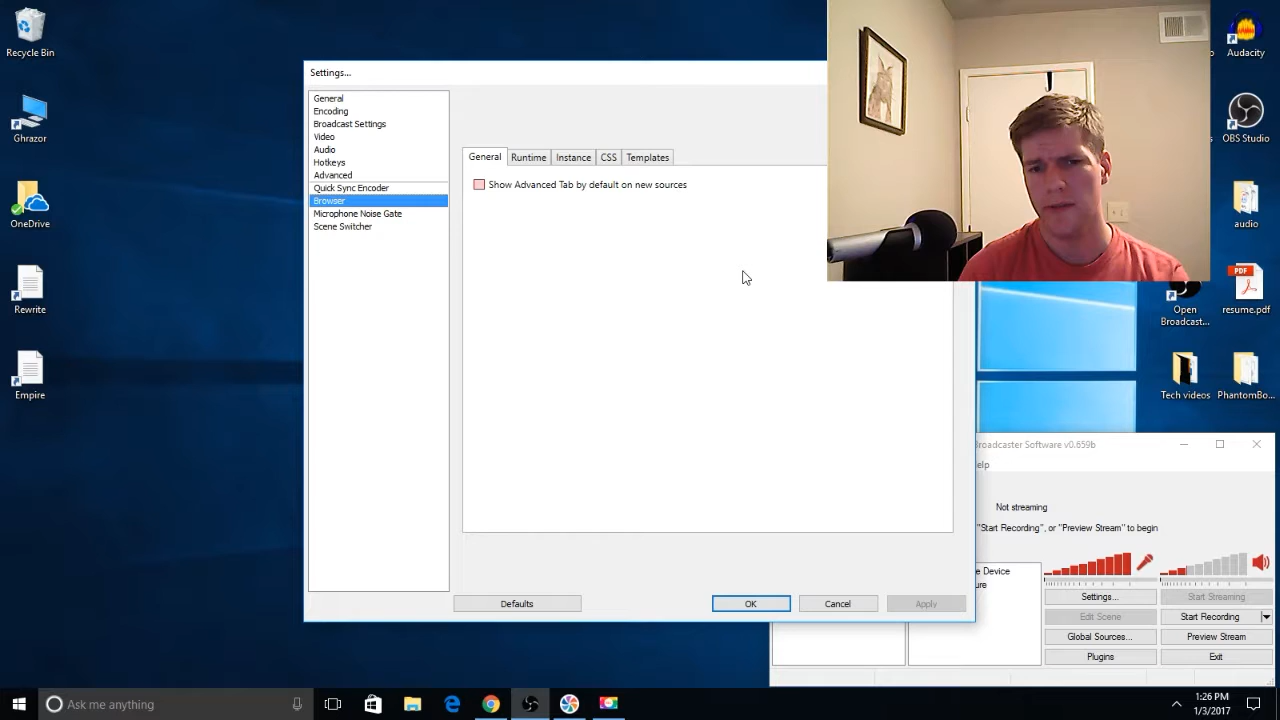 Recycle Bin
Ghrazor
OneDrive
Rewrite
Empire
Settings...
General
Encoding
Broadcast Settings
Video
Audio
Hotkeys
Advanced
Quick Sync Encoder
Browser
Microphone Noise Gate
Scene Switcher
General
Runtime
Instance
CSS
Templates
Show Advanced Tab by default on new sources
Defaults
OK
Cancel
Apply
Audacity
OBS Studio
audio
Open
Broadcast...
PDF
resume.pdf
Tech videos
PhantomBo...
roadcaster Software v0.659b
elp
Not streaming
"Start Recording", or "Preview Stream" to begin
e Device
ure
Settings...
Start Streaming
Edit Scene
Start Recording
Global Sources...
Preview Stream
Plugins
Exit
Ask me anything
1:26 PM
1/3/2017